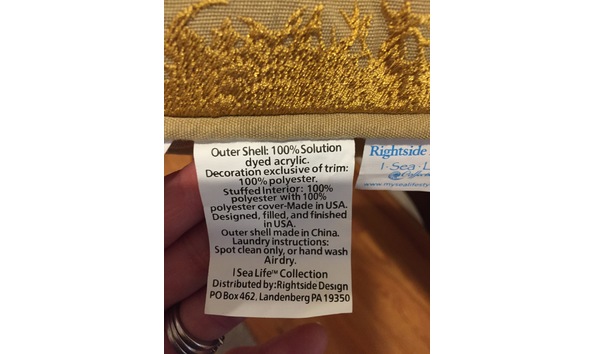 Outer Shell: 100% Solution
dyed acrylic.
Decoration exclusive of trim:
100% polyester.
Stuffed Interior: 100%
polyester with 100%
polyester cover-Made in USA.
Designed, filled, and finished
in USA.
Outer shell made in China.
Laundry instructions:
Spot clean only, or hand wash
Air dry.
I Sea Life™ Collection
Distributed by:Rightside Design
PO Box 462, Landenberg PA 19350
Rightside
I-Sea-L
www.mysealifesty